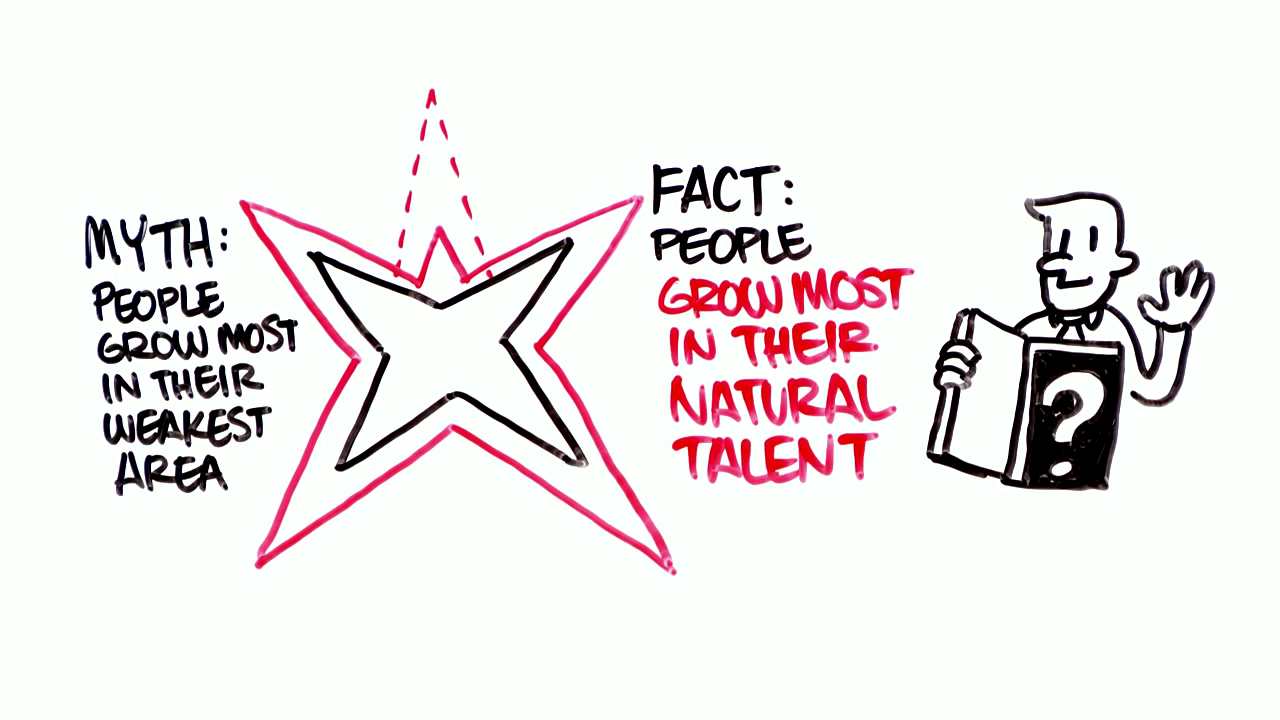 MYTH:
PEOPLE
GROW MOST
IN THEIR
WEAKEST
AREA
FACT:
PEOPLE
GROW MOST
IN THEIR
NATURAL
TALENT
?